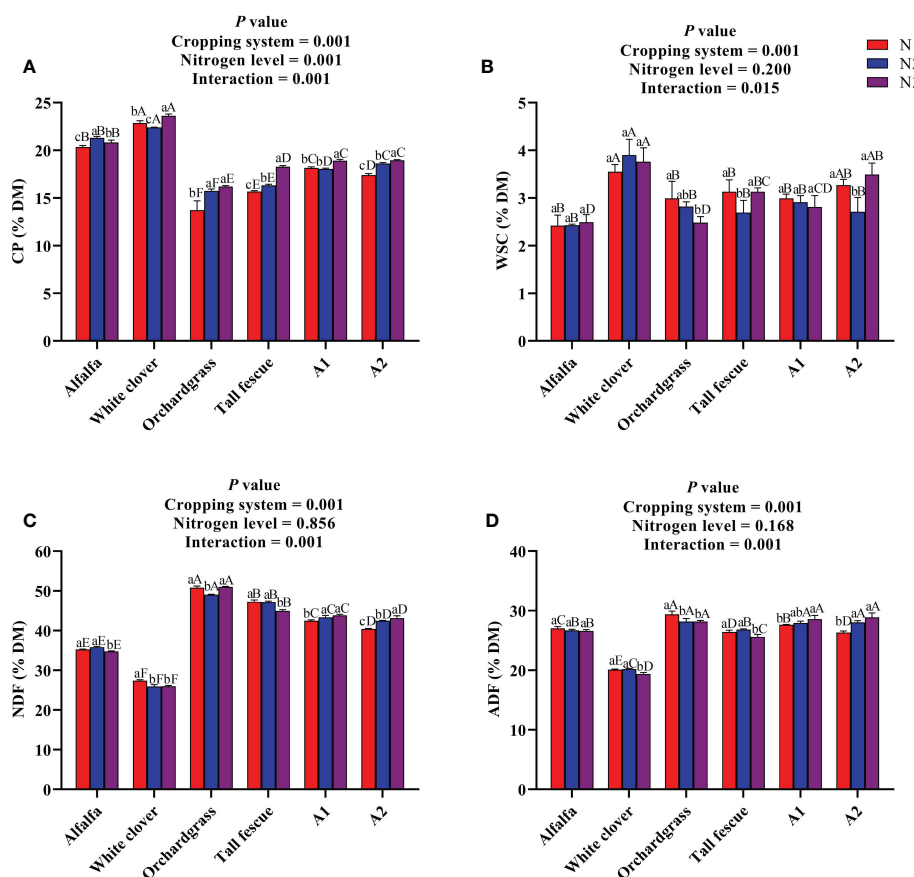 P value
Cropping system = 0.001
Nitrogen level = 0.001
Interaction = 0.001
A
CP (% DM)
25
20
15
10
5
0
cB aB bB
bA cA aA
bF aF aE
cE bE aD
bC bD aC
cD bC aC
Alfalfa
White clover
Orchardgrass
Tall fescue
A1
A2
P value
Cropping system = 0.001
Nitrogen level = 0.200
Interaction = 0.015
B
N
WSC (% DM)
5
4
3
2
1
0
aB aB aD
aA aA aA
aB abB bD
aB bB aBC
aB aB aCD
aAB bB aAB
Alfalfa
White clover
Orchardgrass
Tall fescue
A1
A2
P value
Cropping system = 0.001
Nitrogen level = 0.856
Interaction = 0.001
C
NDF (% DM)
60
50
40
30
20
10
0
aE aE bE
aF bF bF
aA bA aA
aB aB bB
bC aC aC
cD bD aD
Alfalfa
White clover
Orchardgrass
Tall fescue
A1
A2
P value
Cropping system = 0.001
Nitrogen level = 0.168
Interaction = 0.001
D
ADF (% DM)
40
30
20
10
0
aC aB aB
aE aC bD
aA bA bA
aD aB bC
bB abA aA
bD aA aA
Alfalfa
White clover
Orchardgrass
Tall fescue
A1
A2